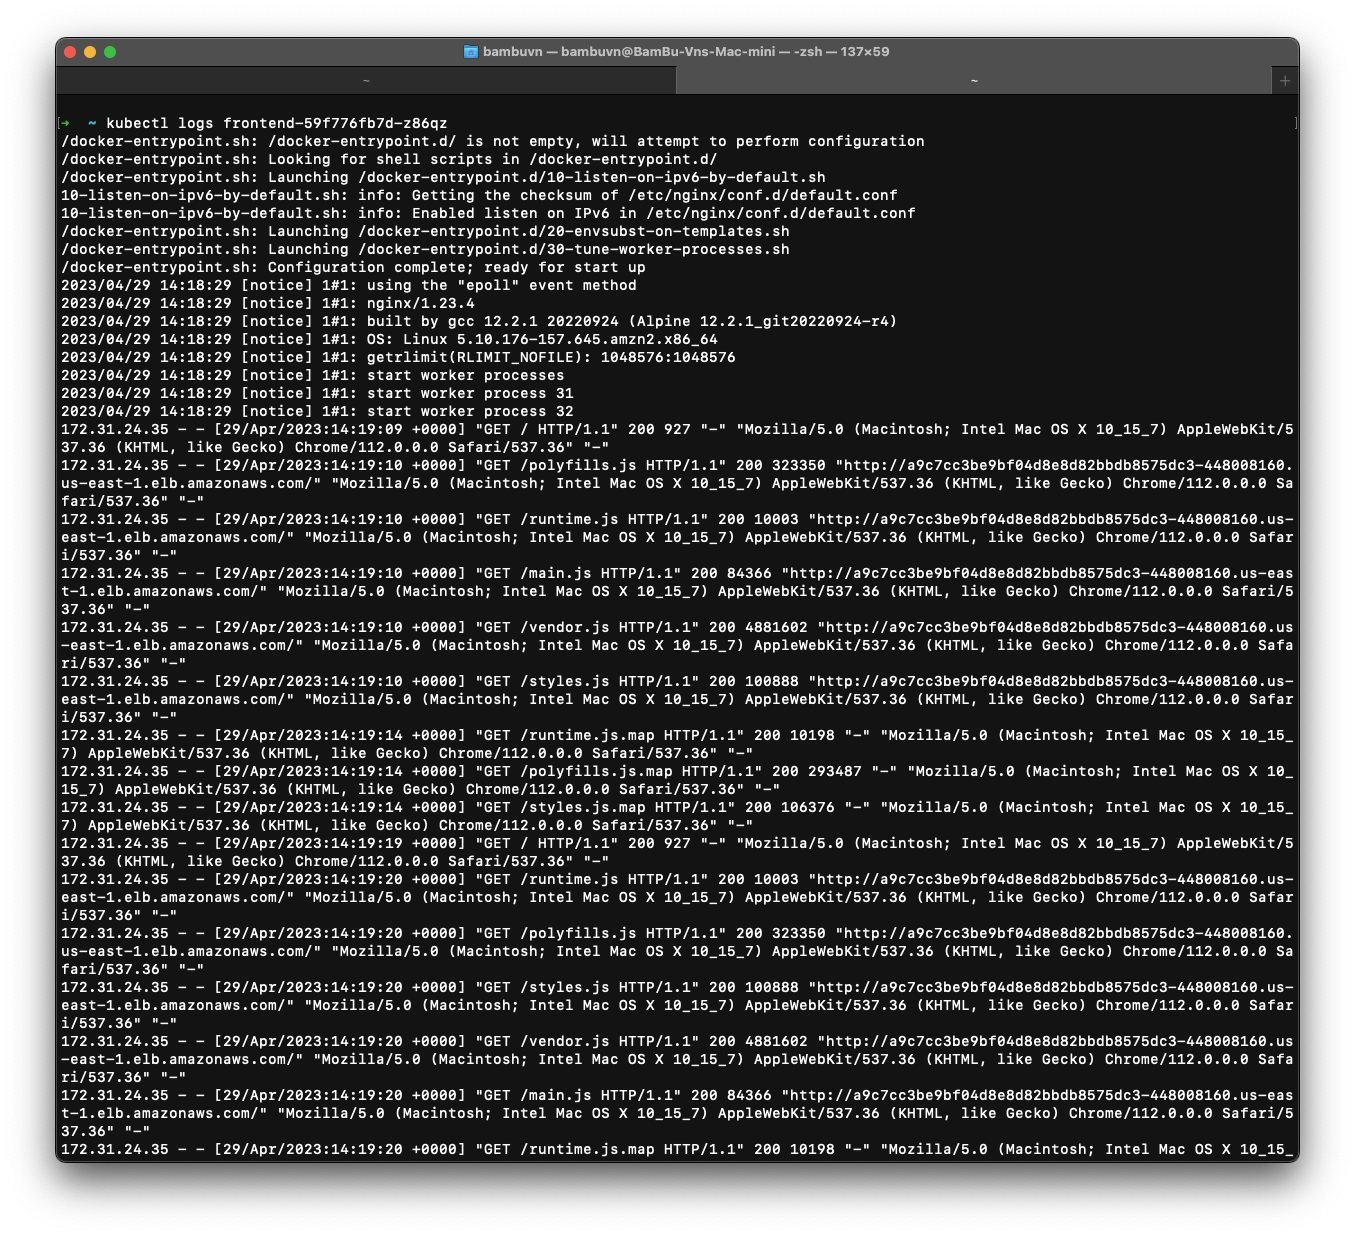 bambuvn — bambuvn@BamBu-Vns-Mac-mini — -zsh — 137×59
~
~
+
[→ ~ kubectl logs frontend-59f776fb7d-z86qz ]
/docker-entrypoint.sh: /docker-entrypoint.d/ is not empty, will attempt to perform configuration
/docker-entrypoint.sh: Looking for shell scripts in /docker-entrypoint.d/
/docker-entrypoint.sh: Launching /docker-entrypoint.d/10-listen-on-ipv6-by-default.sh
10-listen-on-ipv6-by-default.sh: info: Getting the checksum of /etc/nginx/conf.d/default.conf
10-listen-on-ipv6-by-default.sh: info: Enabled listen on IPv6 in /etc/nginx/conf.d/default.conf
/docker-entrypoint.sh: Launching /docker-entrypoint.d/20-envsubst-on-templates.sh
/docker-entrypoint.sh: Launching /docker-entrypoint.d/30-tune-worker-processes.sh
/docker-entrypoint.sh: Configuration complete; ready for start up
2023/04/29 14:18:29 [notice] 1#1: using the "epoll" event method
2023/04/29 14:18:29 [notice] 1#1: nginx/1.23.4
2023/04/29 14:18:29 [notice] 1#1: built by gcc 12.2.1 20220924 (Alpine 12.2.1_git20220924-r4)
2023/04/29 14:18:29 [notice] 1#1: OS: Linux 5.10.176-157.645.amzn2.x86_64
2023/04/29 14:18:29 [notice] 1#1: getrlimit(RLIMIT_NOFILE): 1048576:1048576
2023/04/29 14:18:29 [notice] 1#1: start worker processes
2023/04/29 14:18:29 [notice] 1#1: start worker process 31
2023/04/29 14:18:29 [notice] 1#1: start worker process 32
172.31.24.35 - - [29/Apr/2023:14:19:09 +0000] "GET / HTTP/1.1" 200 927 "-" "Mozilla/5.0 (Macintosh; Intel Mac OS X 10_15_7) AppleWebKit/5
37.36 (KHTML, like Gecko) Chrome/112.0.0.0 Safari/537.36" "-"
172.31.24.35 - - [29/Apr/2023:14:19:10 +0000] "GET /polyfills.js HTTP/1.1" 200 323350 "http://a9c7cc3be9bf04d8e8d82bbdb8575dc3-448008160.
us-east-1.elb.amazonaws.com/" "Mozilla/5.0 (Macintosh; Intel Mac OS X 10_15_7) AppleWebKit/537.36 (KHTML, like Gecko) Chrome/112.0.0.0 Sa
fari/537.36" "-"
172.31.24.35 - - [29/Apr/2023:14:19:10 +0000] "GET /runtime.js HTTP/1.1" 200 10003 "http://a9c7cc3be9bf04d8e8d82bbdb8575dc3-448008160.us-
east-1.elb.amazonaws.com/" "Mozilla/5.0 (Macintosh; Intel Mac OS X 10_15_7) AppleWebKit/537.36 (KHTML, like Gecko) Chrome/112.0.0.0 Safar
i/537.36" "-"
172.31.24.35 - - [29/Apr/2023:14:19:10 +0000] "GET /main.js HTTP/1.1" 200 84366 "http://a9c7cc3be9bf04d8e8d82bbdb8575dc3-448008160.us-eas
t-1.elb.amazonaws.com/" "Mozilla/5.0 (Macintosh; Intel Mac OS X 10_15_7) AppleWebKit/537.36 (KHTML, like Gecko) Chrome/112.0.0.0 Safari/5
37.36" "-"
172.31.24.35 - - [29/Apr/2023:14:19:10 +0000] "GET /vendor.js HTTP/1.1" 200 4881602 "http://a9c7cc3be9bf04d8e8d82bbdb8575dc3-448008160.us
-east-1.elb.amazonaws.com/" "Mozilla/5.0 (Macintosh; Intel Mac OS X 10_15_7) AppleWebKit/537.36 (KHTML, like Gecko) Chrome/112.0.0.0 Safa
ri/537.36" "-"
172.31.24.35 - - [29/Apr/2023:14:19:10 +0000] "GET /styles.js HTTP/1.1" 200 100888 "http://a9c7cc3be9bf04d8e8d82bbdb8575dc3-448008160.us-
east-1.elb.amazonaws.com/" "Mozilla/5.0 (Macintosh; Intel Mac OS X 10_15_7) AppleWebKit/537.36 (KHTML, like Gecko) Chrome/112.0.0.0 Safar
i/537.36" "-"
172.31.24.35 - - [29/Apr/2023:14:19:14 +0000] "GET /runtime.js.map HTTP/1.1" 200 10198 "-" "Mozilla/5.0 (Macintosh; Intel Mac OS X 10_15_
7) AppleWebKit/537.36 (KHTML, like Gecko) Chrome/112.0.0.0 Safari/537.36" "-"
172.31.24.35 - - [29/Apr/2023:14:19:14 +0000] "GET /polyfills.js.map HTTP/1.1" 200 293487 "-" "Mozilla/5.0 (Macintosh; Intel Mac OS X 10_
15_7) AppleWebKit/537.36 (KHTML, like Gecko) Chrome/112.0.0.0 Safari/537.36" "-"
172.31.24.35 - - [29/Apr/2023:14:19:14 +0000] "GET /styles.js.map HTTP/1.1" 200 106376 "-" "Mozilla/5.0 (Macintosh; Intel Mac OS X 10_15_
7) AppleWebKit/537.36 (KHTML, like Gecko) Chrome/112.0.0.0 Safari/537.36" "-"
172.31.24.35 - - [29/Apr/2023:14:19:19 +0000] "GET / HTTP/1.1" 200 927 "-" "Mozilla/5.0 (Macintosh; Intel Mac OS X 10_15_7) AppleWebKit/5
37.36 (KHTML, like Gecko) Chrome/112.0.0.0 Safari/537.36" "-"
172.31.24.35 - - [29/Apr/2023:14:19:20 +0000] "GET /runtime.js HTTP/1.1" 200 10003 "http://a9c7cc3be9bf04d8e8d82bbdb8575dc3-448008160.us-
east-1.elb.amazonaws.com/" "Mozilla/5.0 (Macintosh; Intel Mac OS X 10_15_7) AppleWebKit/537.36 (KHTML, like Gecko) Chrome/112.0.0.0 Safar
i/537.36" "-"
172.31.24.35 - - [29/Apr/2023:14:19:20 +0000] "GET /polyfills.js HTTP/1.1" 200 323350 "http://a9c7cc3be9bf04d8e8d82bbdb8575dc3-448008160.
us-east-1.elb.amazonaws.com/" "Mozilla/5.0 (Macintosh; Intel Mac OS X 10_15_7) AppleWebKit/537.36 (KHTML, like Gecko) Chrome/112.0.0.0 Sa
fari/537.36" "-"
172.31.24.35 - - [29/Apr/2023:14:19:20 +0000] "GET /styles.js HTTP/1.1" 200 100888 "http://a9c7cc3be9bf04d8e8d82bbdb8575dc3-448008160.us-
east-1.elb.amazonaws.com/" "Mozilla/5.0 (Macintosh; Intel Mac OS X 10_15_7) AppleWebKit/537.36 (KHTML, like Gecko) Chrome/112.0.0.0 Safar
i/537.36" "-"
172.31.24.35 - - [29/Apr/2023:14:19:20 +0000] "GET /vendor.js HTTP/1.1" 200 4881602 "http://a9c7cc3be9bf04d8e8d82bbdb8575dc3-448008160.us
-east-1.elb.amazonaws.com/" "Mozilla/5.0 (Macintosh; Intel Mac OS X 10_15_7) AppleWebKit/537.36 (KHTML, like Gecko) Chrome/112.0.0.0 Safa
ri/537.36" "-"
172.31.24.35 - - [29/Apr/2023:14:19:20 +0000] "GET /main.js HTTP/1.1" 200 84366 "http://a9c7cc3be9bf04d8e8d82bbdb8575dc3-448008160.us-eas
t-1.elb.amazonaws.com/" "Mozilla/5.0 (Macintosh; Intel Mac OS X 10_15_7) AppleWebKit/537.36 (KHTML, like Gecko) Chrome/112.0.0.0 Safari/5
37.36" "-"
172.31.24.35 - - [29/Apr/2023:14:19:20 +0000] "GET /runtime.js.map HTTP/1.1" 200 10198 "-" "Mozilla/5.0 (Macintosh; Intel Mac OS X 10_15_